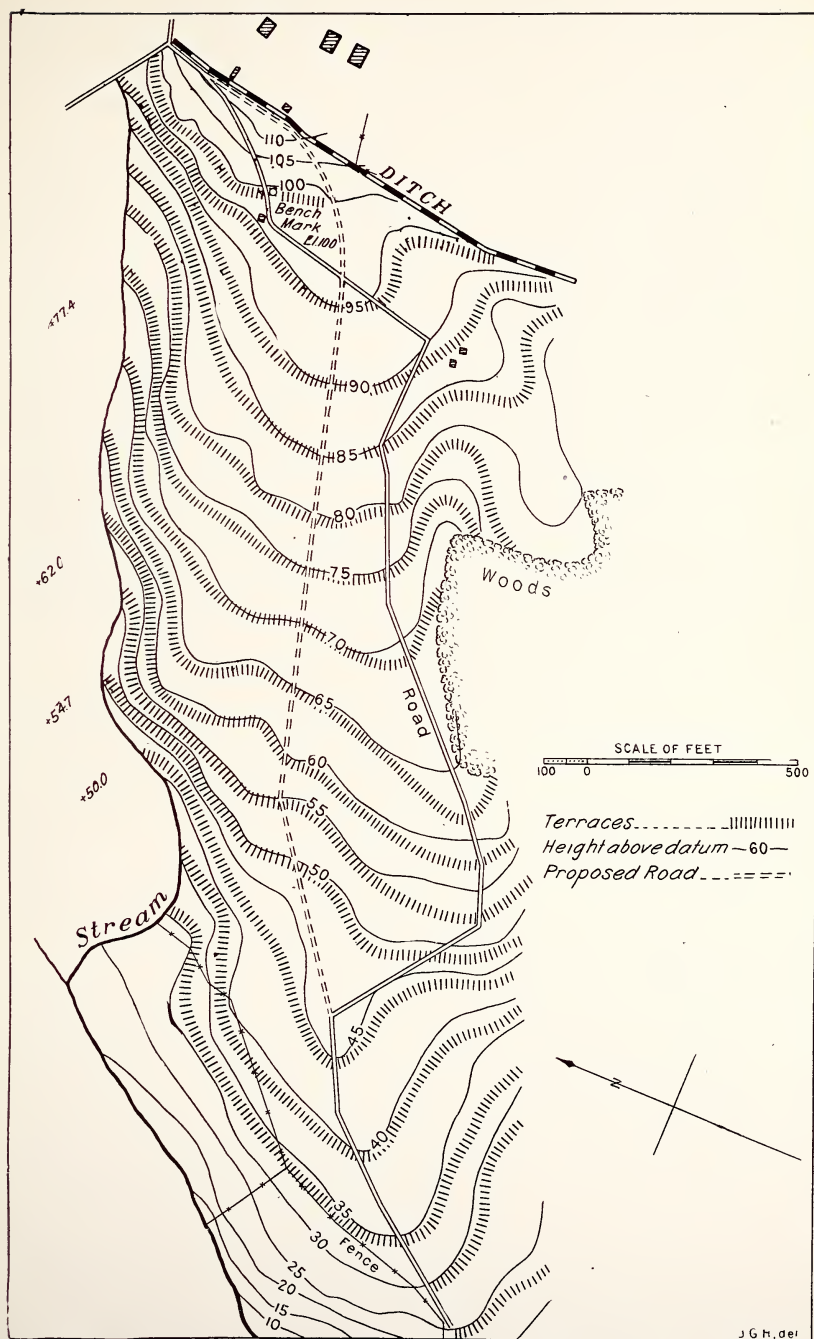 110
105
DITCH
100
Bench
Mark
El.100
95
+77.4
90
85
80
75
Woods
+62.0
70
65
Road
+54.7
60
SCALE OF FEET
100 0 500
+50.0
55
Terraces
Height above datum -60-
50
Proposed Road
Stream
45
N
40
35
30
Fence
25
20
15
10
J G H, del